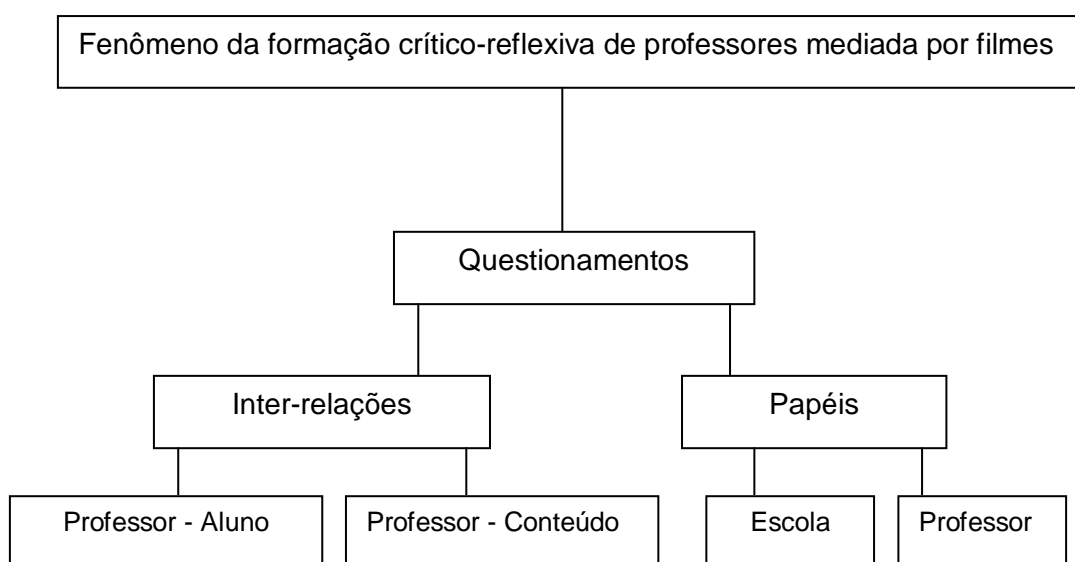 Fenômeno da formação crítico-reflexiva de professores mediada por filmes
Questionamentos
Inter-relações
Papéis
Professor - Aluno
Professor - Conteúdo
Escola
Professor